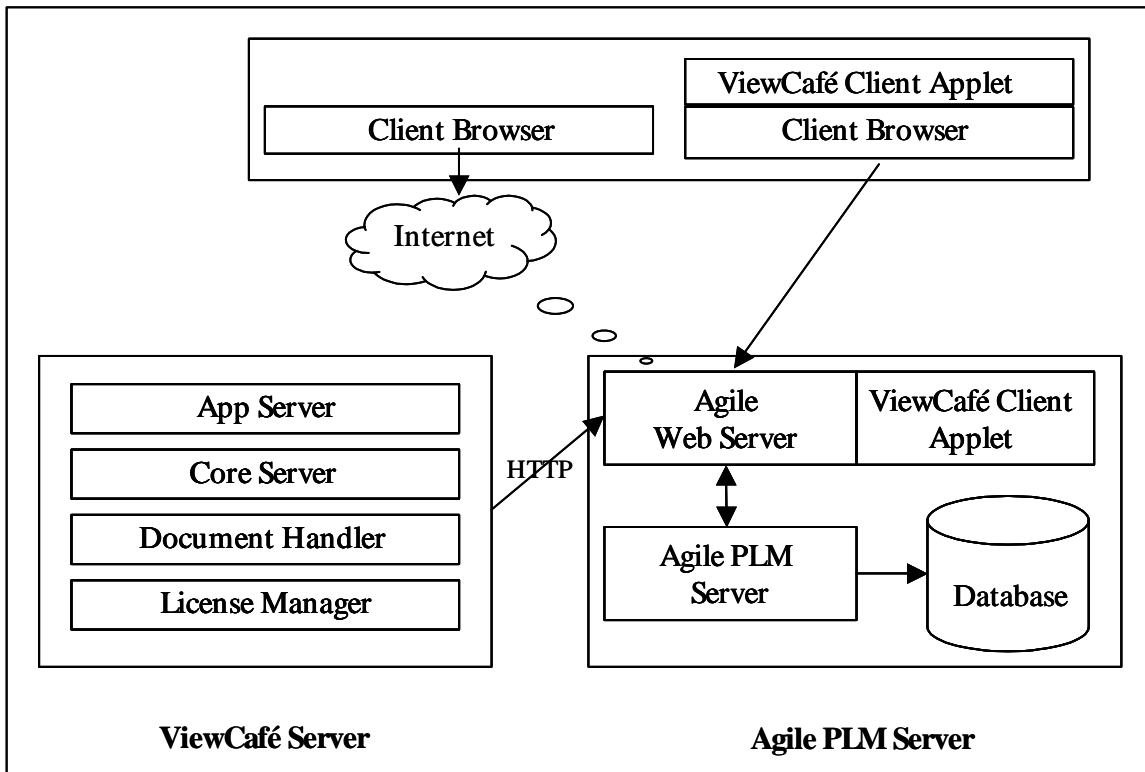 ViewCafé Client Applet
Client Browser
Client Browser
Internet
App Server
Core Server
Document Handler
License Manager
HTTP
Agile
Web Server
ViewCafé Client
Applet
Agile PLM
Server
Database
ViewCafé Server
Agile PLM Server